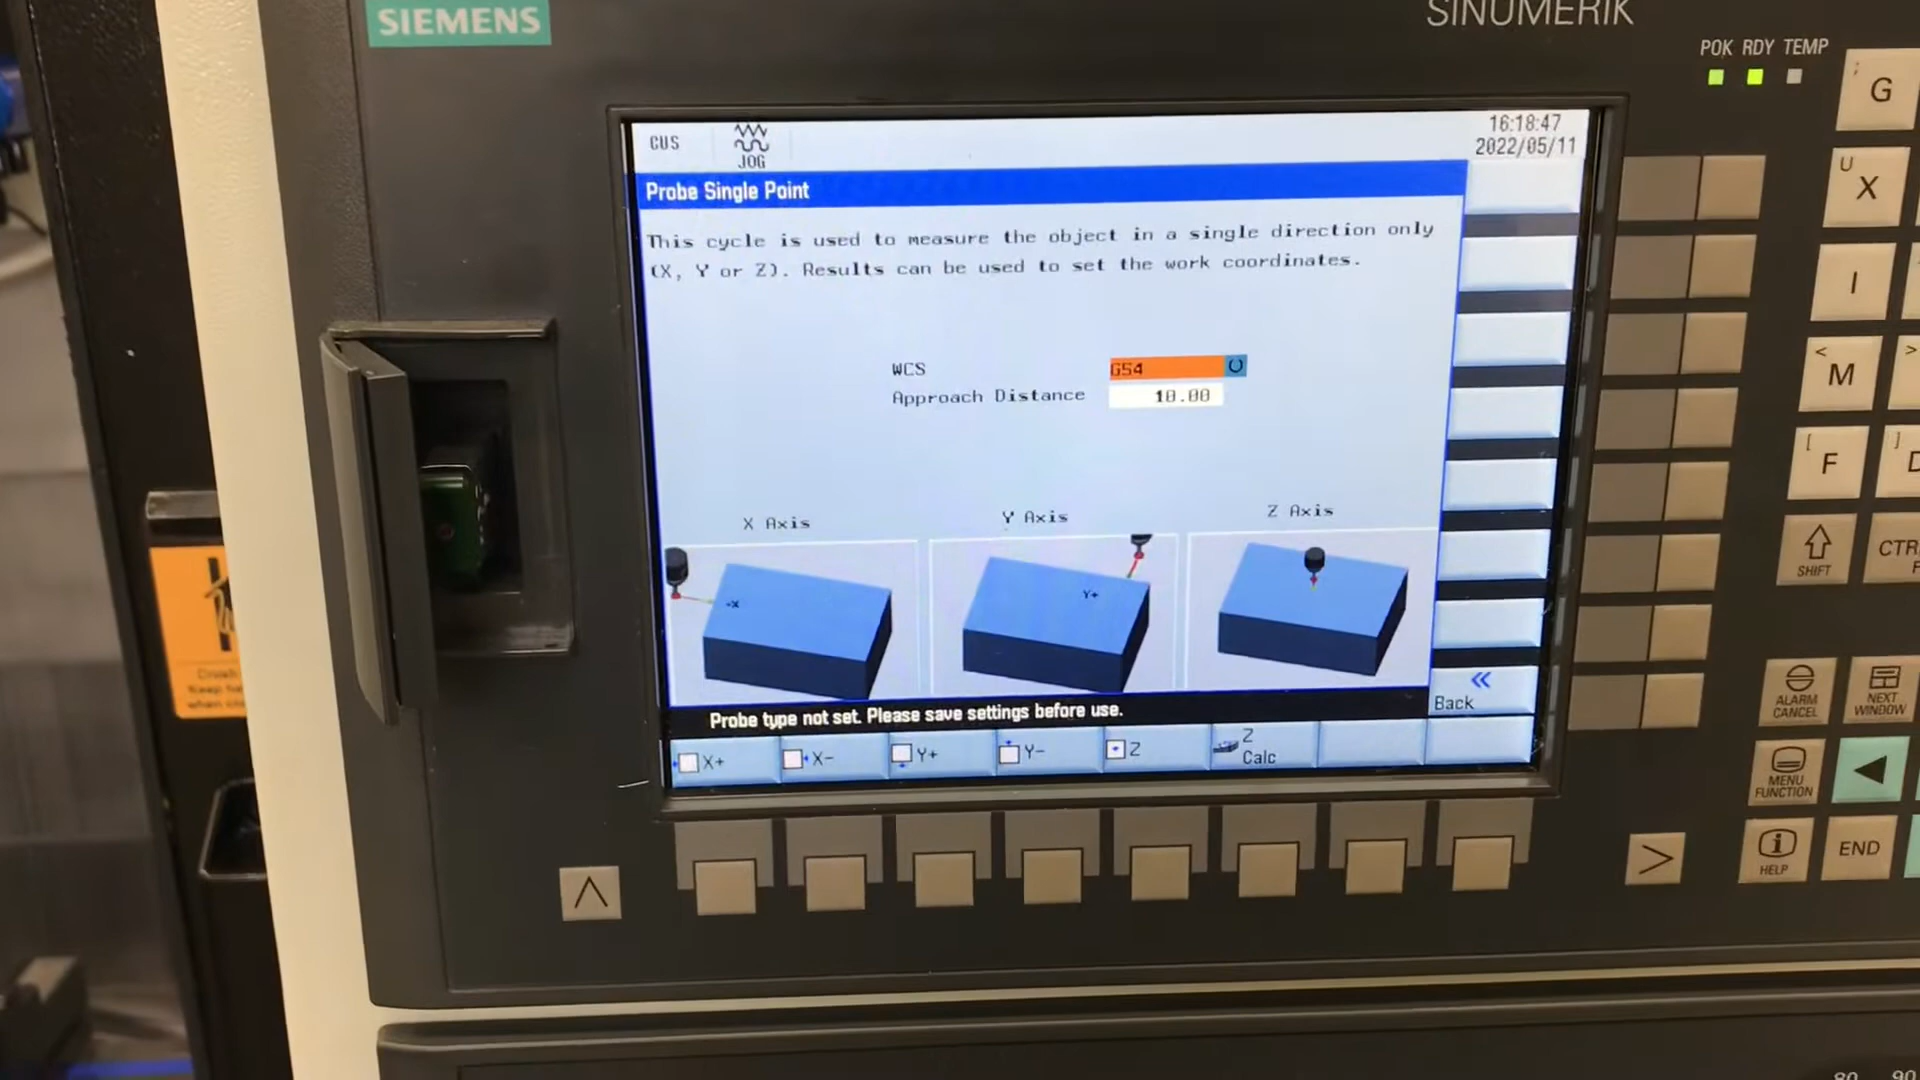 SIEMENS
SINUMERIK
POK RDY TEMP
CUS
JOG
16:18:47
2022/05/11
Probe Single Point
This cycle is used to measure the object in a single direction only
(X, Y or Z). Results can be used to set the work coordinates.
WCS
G54
Approach Distance
10.00
X Axis
Y Axis
Z Axis
-X
Y+
Probe type not set. Please save settings before use.
« Back
X+
X-
Y+
Y-
Z
Z Calc
; G
U X
I
< M
>
[ F
]
SHIFT
ALARM CANCEL
NEXT WINDOW
MENU FUNCTION
HELP
END
80 90